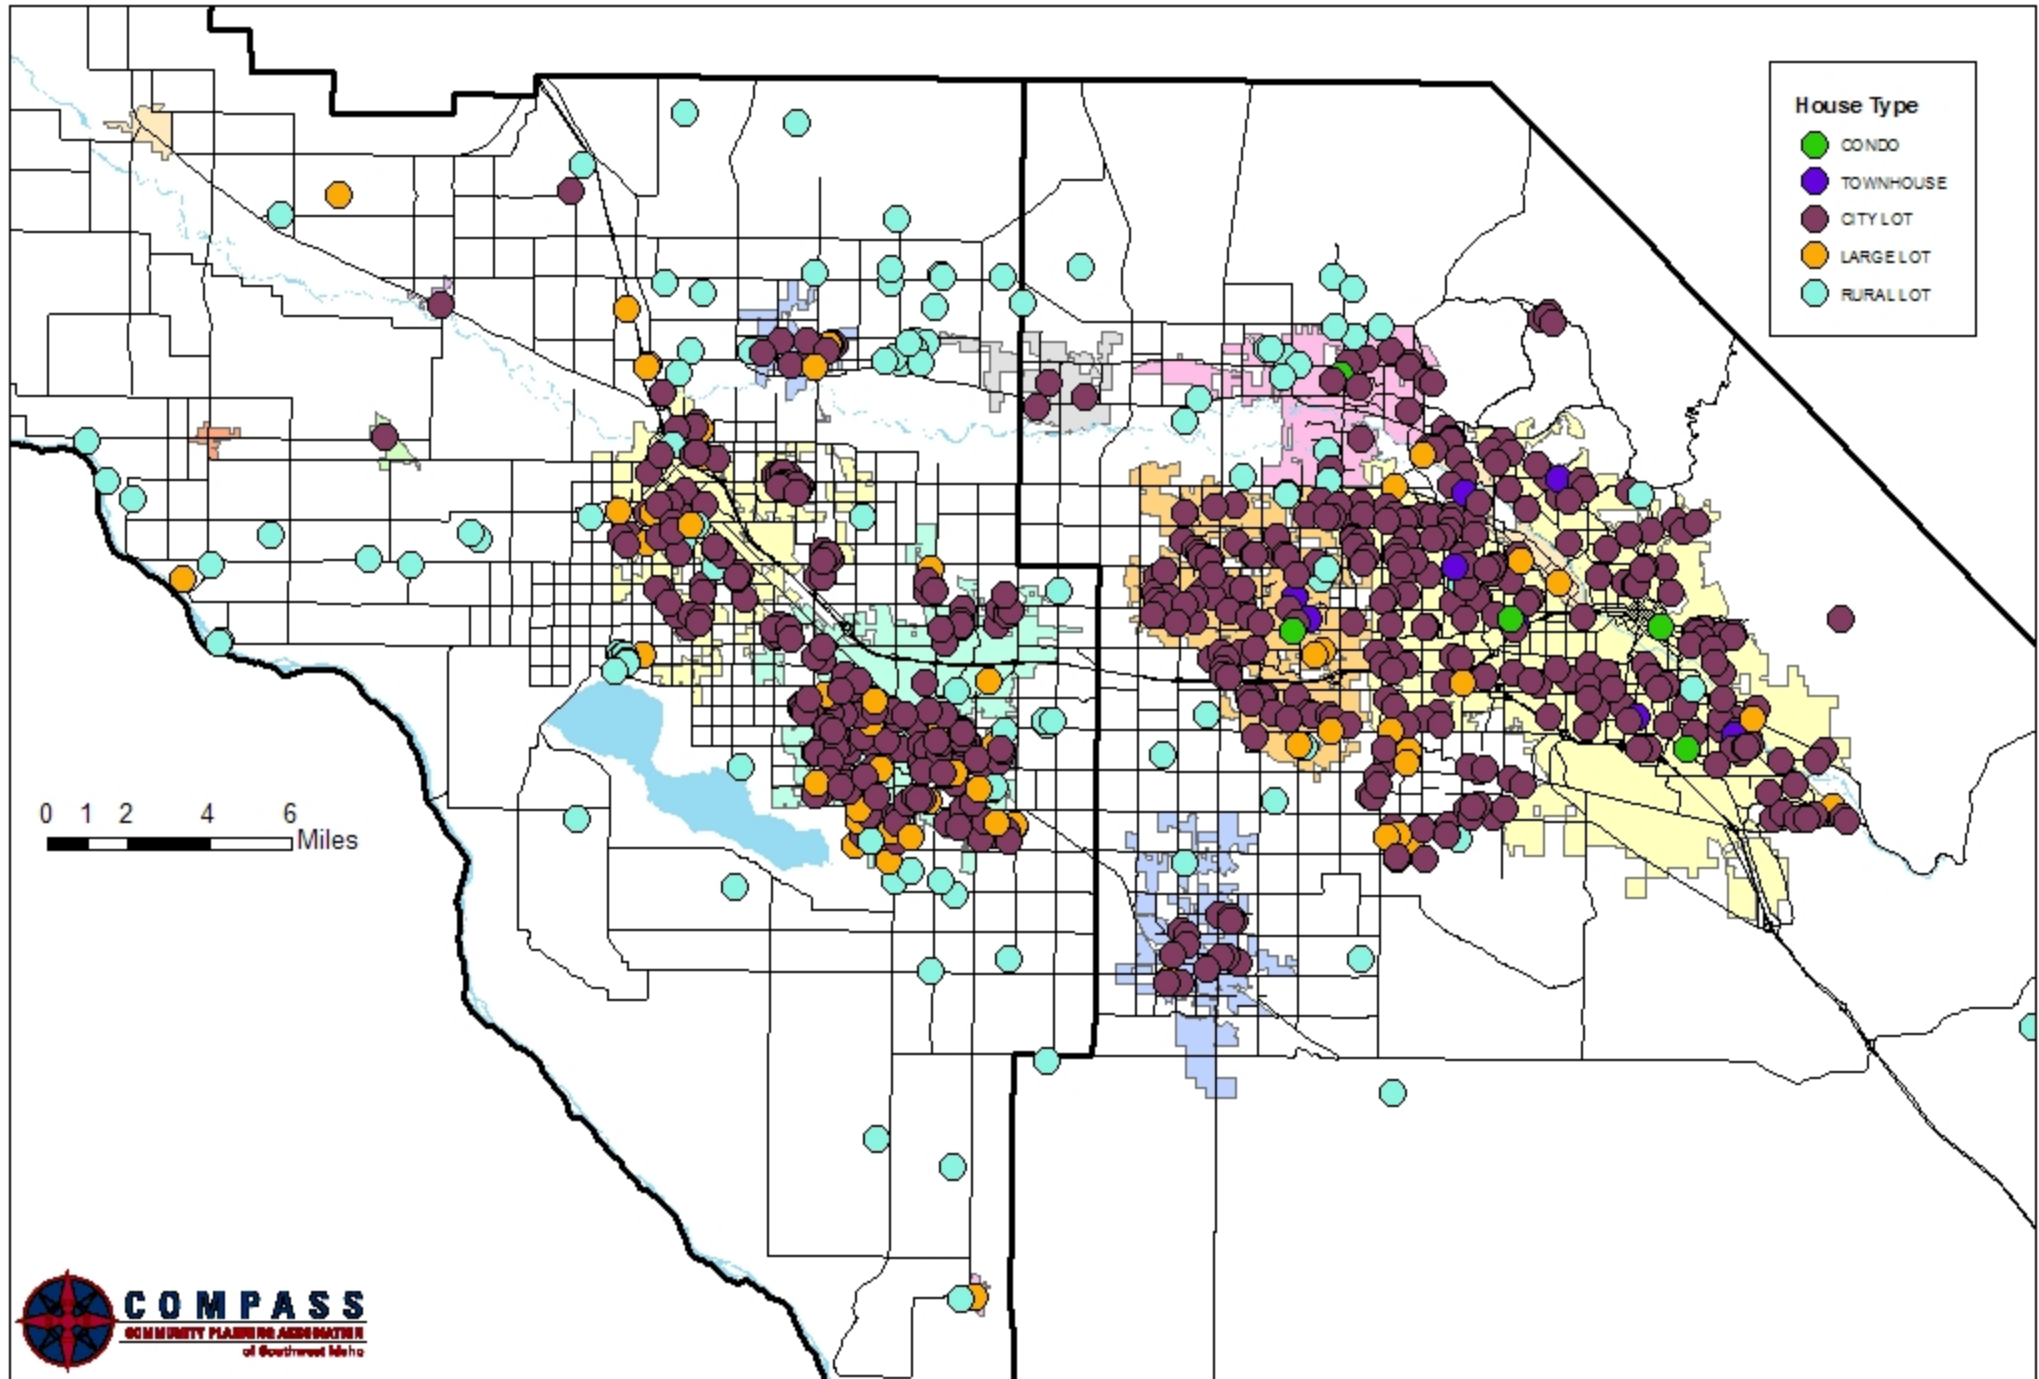 House Type
CONDO
TOWNHOUSE
CITY LOT
LARGE LOT
RURAL LOT
0 1 2 4 6
Miles
COMPASS
COMMUNITY PLANNING ASSOCIATION
of Southwest Idaho